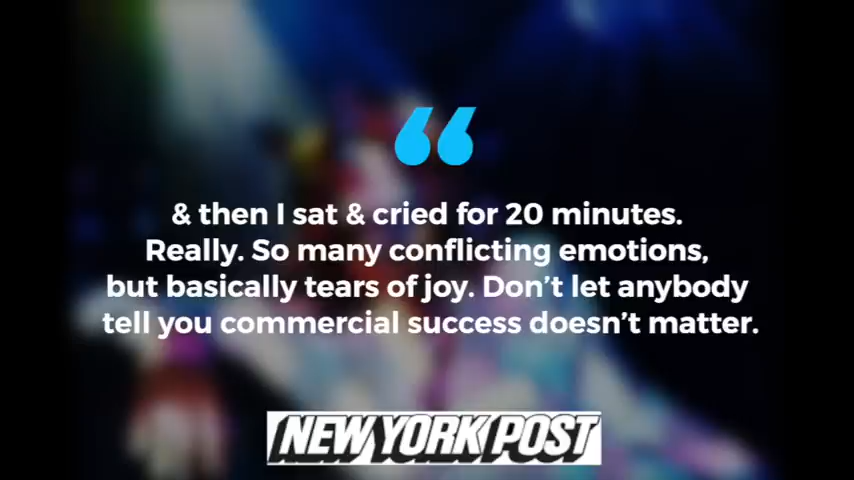 & then I sat & cried for 20 minutes.
Really. So many conflicting emotions,
but basically tears of joy. Don’t let anybody
tell you commercial success doesn’t matter.
NEW YORK POST